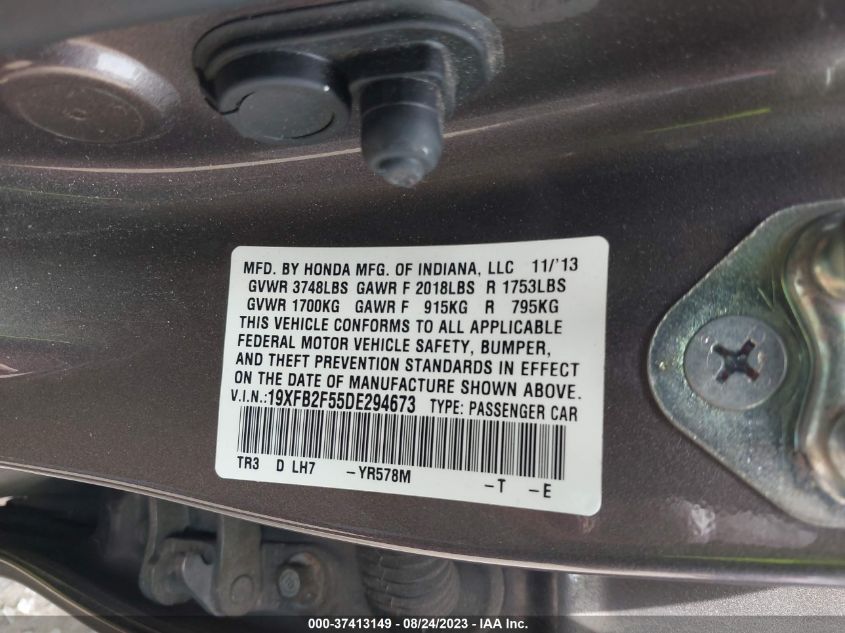 MFD. BY HONDA MFG. OF INDIANA, LLC 11/'13
GVWR 3748LBS GAWR F 2018LBS R 1753LBS
GVWR 1700KG GAWR F 915KG R 795KG
THIS VEHICLE CONFORMS TO ALL APPLICABLE
FEDERAL MOTOR VEHICLE SAFETY, BUMPER,
AND THEFT PREVENTION STANDARDS IN EFFECT
ON THE DATE OF MANUFACTURE SHOWN ABOVE.
V.I.N.:19XFB2F55DE294673 TYPE: PASSENGER CAR
TR3 D LH7 -YR578M -T -E
000-37413149 - 08/24/2023 - IAA Inc.